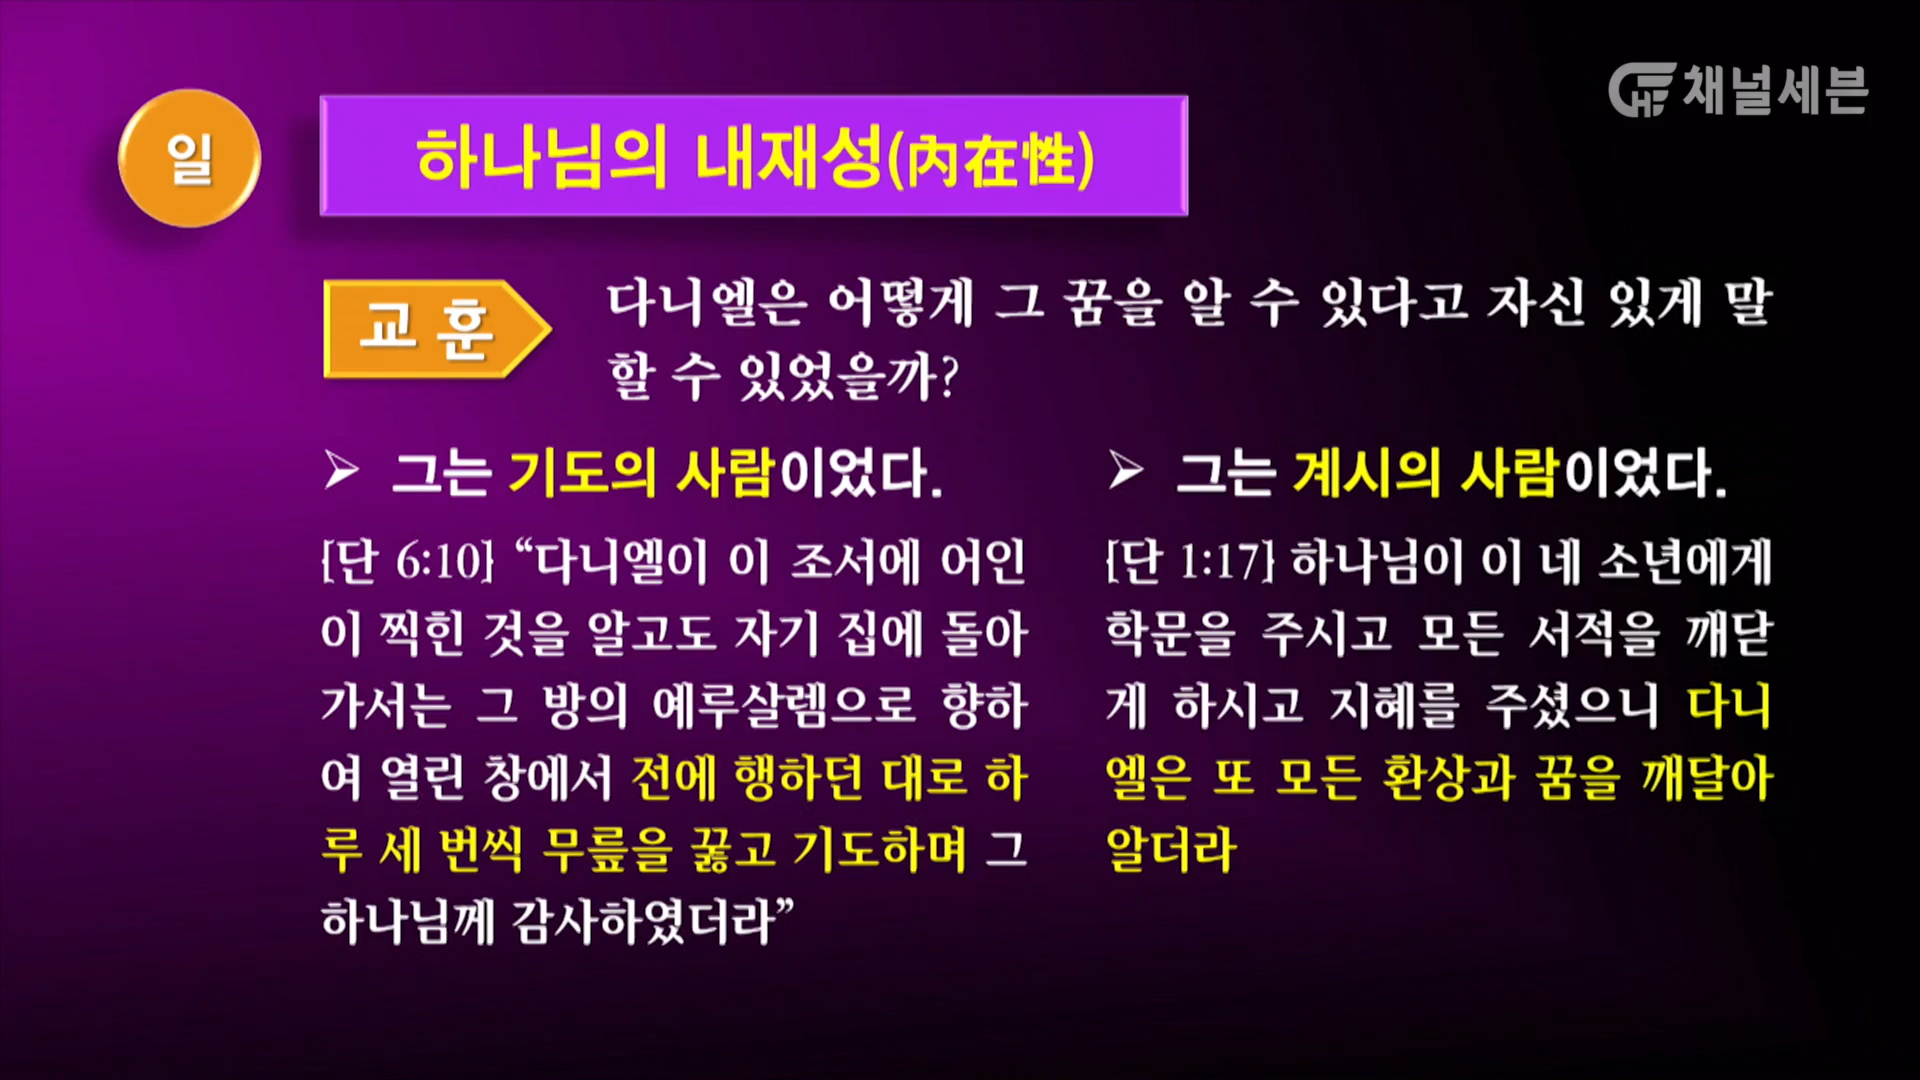 채널세븐
일
하나님의 내재성(內在性)
교 훈
다니엘은 어떻게 그 꿈을 알 수 있다고 자신 있게 말
할 수 있었을까?
➢ 그는 기도의 사람이었다.
{단 6:10} “다니엘이 이 조서에 어인
이 찍힌 것을 알고도 자기 집에 돌아
가서는 그 방의 예루살렘으로 향하
여 열린 창에서 전에 행하던 대로 하
루 세 번씩 무릎을 꿇고 기도하며 그
하나님께 감사하였더라”
➢ 그는 계시의 사람이었다.
{단 1:17} 하나님이 이 네 소년에게
학문을 주시고 모든 서적을 깨닫
게 하시고 지혜를 주셨으니 다니
엘은 또 모든 환상과 꿈을 깨달아
알더라